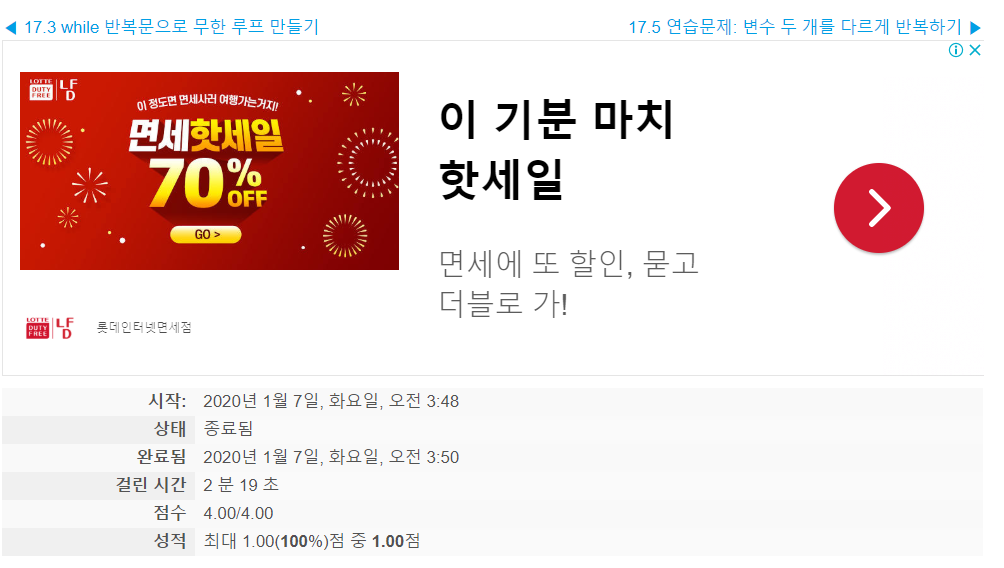 ◀ 17.3 while 반복문으로 무한 루프 만들기
17.5 연습문제: 변수 두 개를 다르게 반복하기 ▶
LOTTE DUTY FREE LF D
이 정도면 면세사러 여행가는거지!
면세핫세일
70% OFF
GO >
이 기분 마치
핫세일
면세에 또 할인, 묻고
더블로 가!
LOTTE DUTY FREE LF D
롯데인터넷면세점
시작: 2020년 1월 7일, 화요일, 오전 3:48
상태 종료됨
완료됨 2020년 1월 7일, 화요일, 오전 3:50
걸린 시간 2 분 19 초
점수 4.00/4.00
성적 최대 1.00(100%)점 중 1.00점